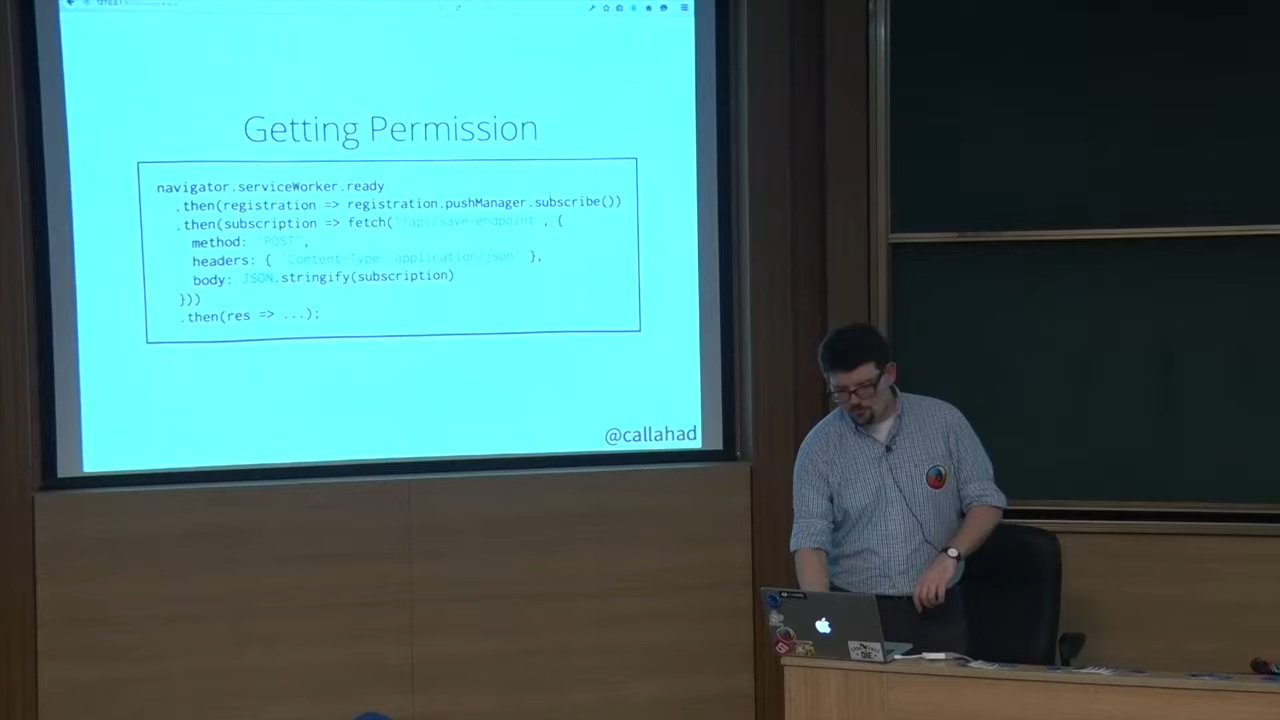 Getting Permission
navigator.serviceWorker.ready
.then(registration => registration.pushManager.subscribe())
.then(subscription => fetch('/api/save-endpoint', {
method: 'POST',
headers: { 'Content-Type: application/json' },
body: JSON.stringify(subscription)
}))
.then(res => ...);
@callahad
DIE